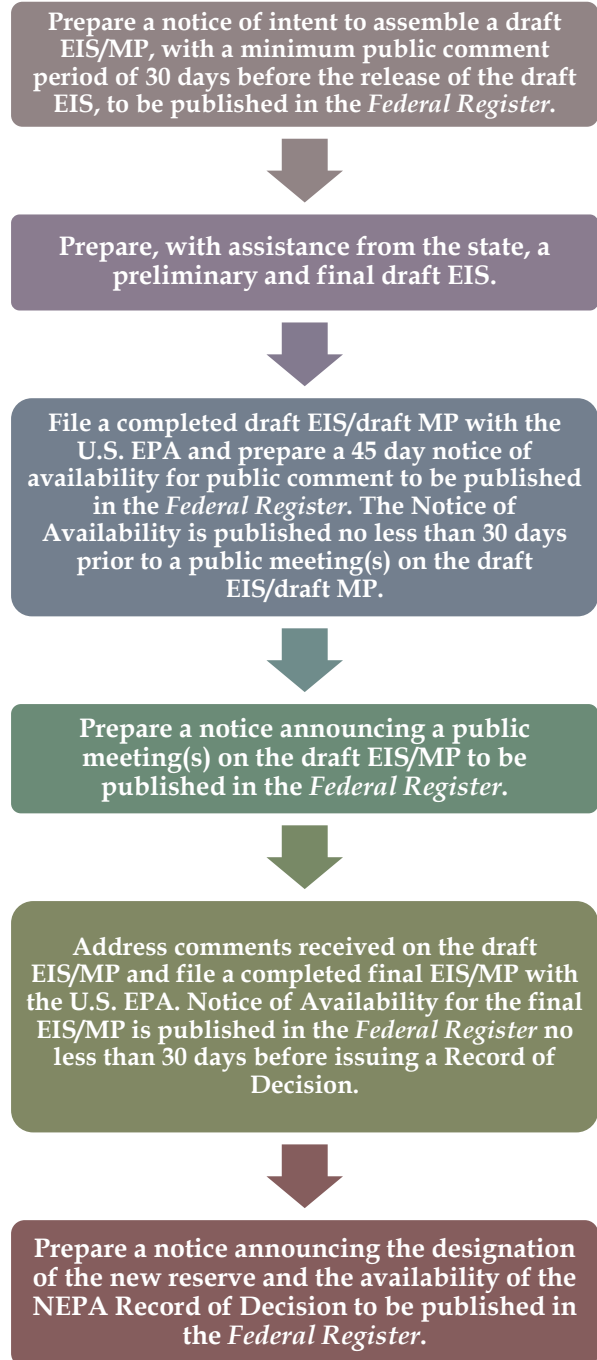 Prepare a notice of intent to assemble a draft
EIS/MP, with a minimum public comment
period of 30 days before the release of the draft
EIS, to be published in the Federal Register.
Prepare, with assistance from the state, a
preliminary and final draft EIS.
File a completed draft EIS/draft MP with the
U.S. EPA and prepare a 45 day notice of
availability for public comment to be published
in the Federal Register. The Notice of
Availability is published no less than 30 days
prior to a public meeting(s) on the draft
EIS/draft MP.
Prepare a notice announcing a public
meeting(s) on the draft EIS/MP to be
published in the Federal Register.
Address comments received on the draft
EIS/MP and file a completed final EIS/MP with
the U.S. EPA. Notice of Availability for the final
EIS/MP is published in the Federal Register no
less than 30 days before issuing a Record of
Decision.
Prepare a notice announcing the designation
of the new reserve and the availability of the
NEPA Record of Decision to be published in
the Federal Register.